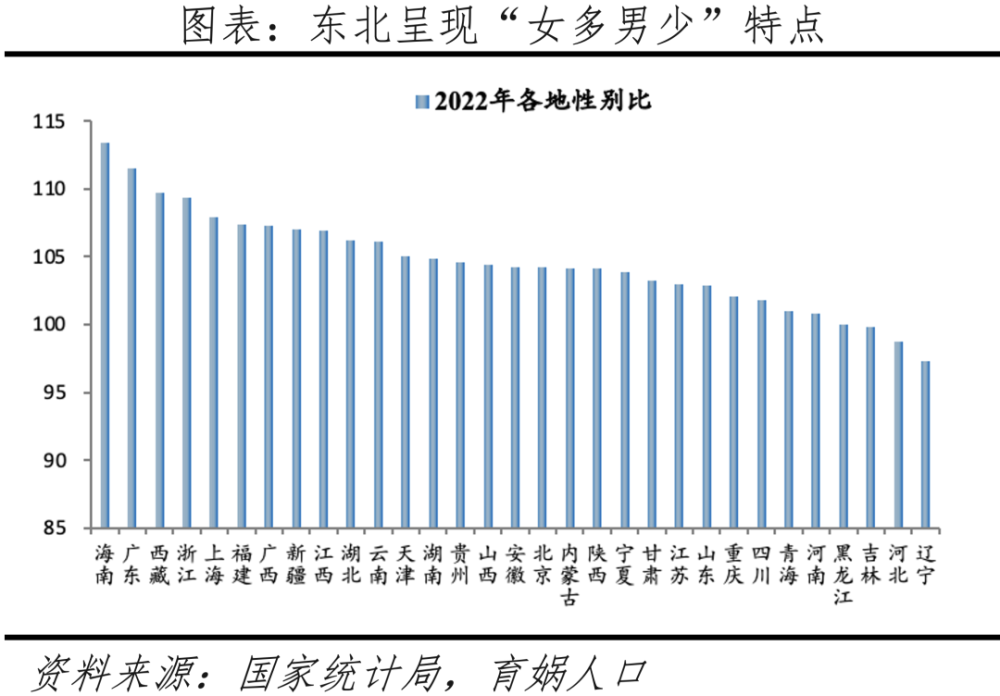 图表：东北呈现“女多男少”特点
2022年各地性别比
115
110
105
100
95
90
85
海南
广东
西藏
浙江
上海
福建
广西
新疆
江西
湖北
云南
天津
湖南
贵州
山西
安徽
北京
内蒙古
陕西
宁夏
甘肃
江苏
山东
重庆
四川
青海
河南
黑龙江
吉林
河北
辽宁
资料来源：国家统计局，育娲人口